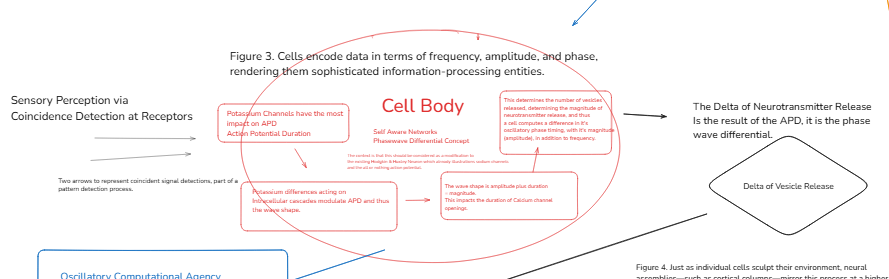 Figure 3. Cells encode data in terms of frequency, amplitude, and phase,
rendering them sophisticated information-processing entities.
Sensory Perception via
Coincidence Detection at Receptors
Potassium Channels have the most
impact on APD
Action Potential Duration
Cell Body
Self Aware Networks
Phasewave Differential Concept
The context is that this should be considered as a modification to
the existing Hodgkin & Huxley Neuron which already illustrates sodium channels
and the all or nothing action potential.
This determines the number of vesicles
released, determining the magnitude of
neurotransmitter release, and thus
a cell computes a difference in it's
oscillatory phase timing, with it's magnitude
(amplitude), in addition to frequency.
The Delta of Neurotransmitter Release
Is the result of the APD, it is the phase
wave differential.
Two arrows to represent coincident signal detections, part of a
pattern detection process.
Potassium differences acting on
Intracellular cascades modulate APD and thus
the wave shape.
The wave shape is amplitude plus duration
= magnitude.
This impacts the duration of Calcium channel
openings.
Delta of Vesicle Release
Oscillatory Computational Agency
Figure 4. Just as individual cells sculpt their environment, neural
assemblies—such as cortical columns—mirror this process at a higher